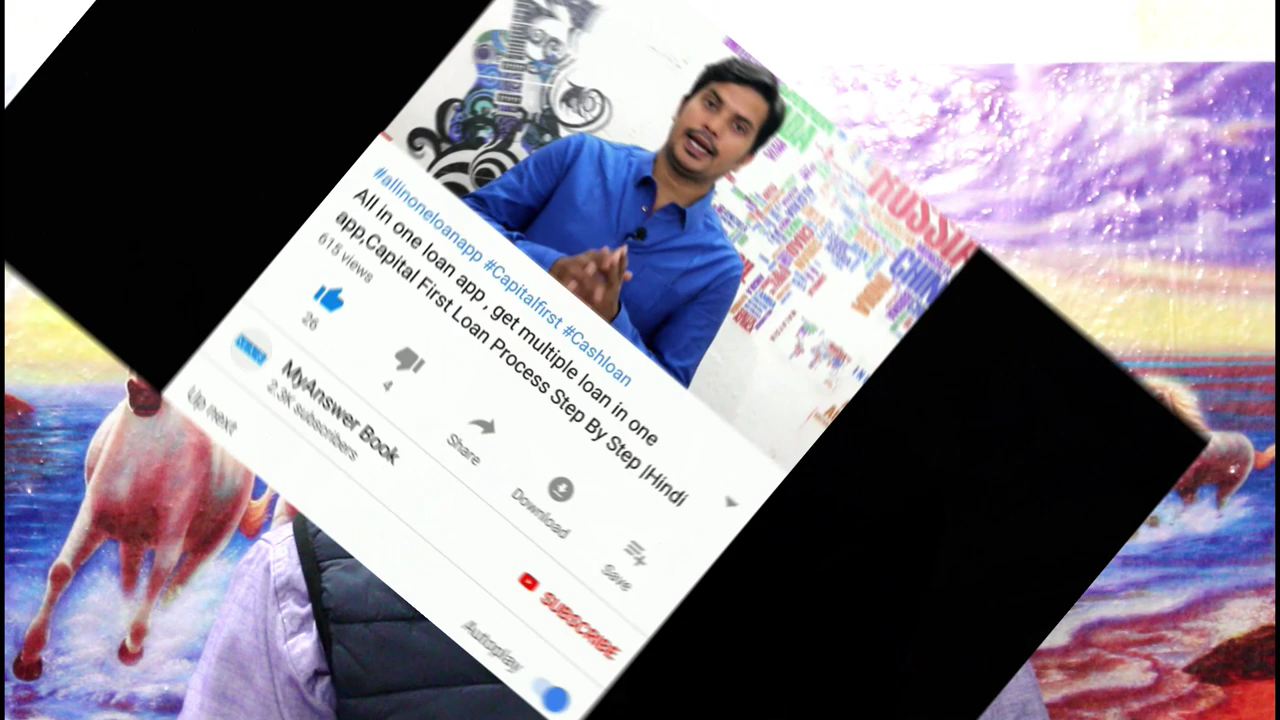 RUSSIA
CHIN
#allinoneloanapp #Capitalfirst #Cashloan
All in one loan app , get multiple loan in one
app,Capital First Loan Process Step By Step |Hindi
615 views
26
4
Share
Download
Save
MyAnswer Book
2.3K subscribers
SUBSCRIBE
Up next
Autoplay